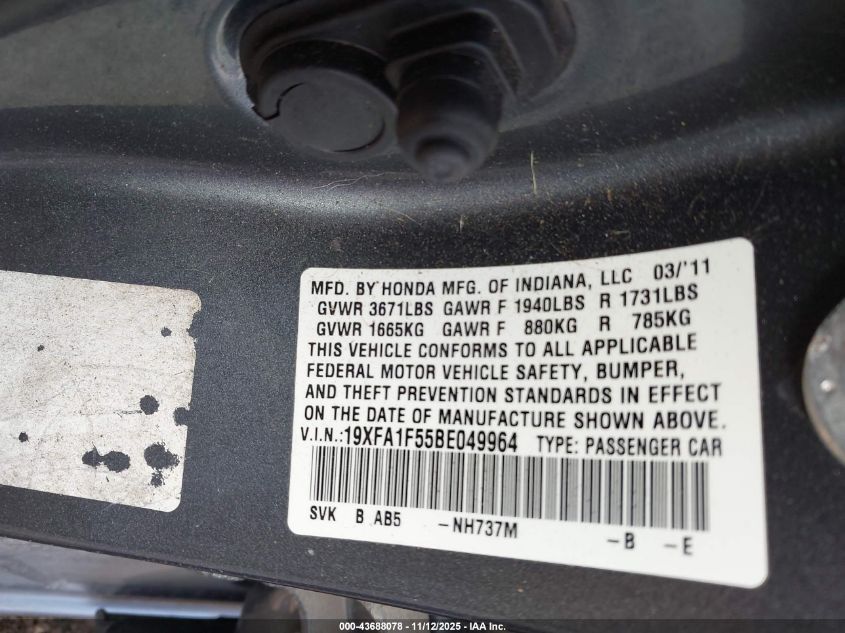 MFD. BY HONDA MFG. OF INDIANA, LLC 03/'11
GVWR 3671LBS GAWR F 1940LBS R 1731LBS
GVWR 1665KG GAWR F 880KG R 785KG
THIS VEHICLE CONFORMS TO ALL APPLICABLE
FEDERAL MOTOR VEHICLE SAFETY, BUMPER,
AND THEFT PREVENTION STANDARDS IN EFFECT
ON THE DATE OF MANUFACTURE SHOWN ABOVE.
V.I.N.:19XFA1F55BE049964 TYPE: PASSENGER CAR
SVK B AB5 -NH737M -B -E
000-43688078 - 11/12/2025 - IAA Inc.